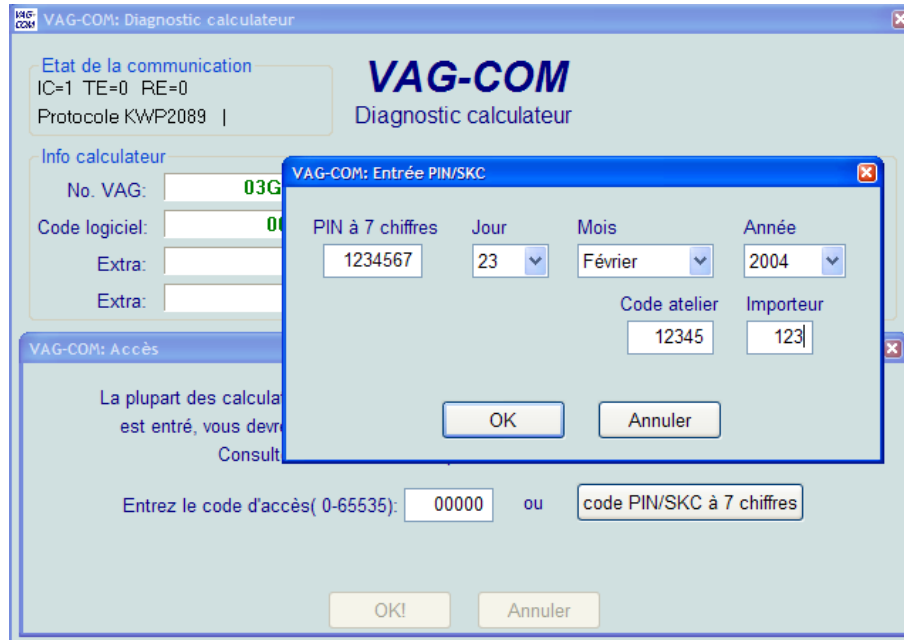 VAG-COM: Diagnostic calculateur
Etat de la communication
IC=1 TE=0 RE=0
Protocole KWP2089 |
VAG-COM
Diagnostic calculateur
Info calculateur
No. VAG: 03G
Code logiciel:
Extra:
Extra:
VAG-COM: Entrée PIN/SKC
PIN à 7 chiffres Jour Mois Année
1234567 23 Février 2004
Code atelier Importeur
12345 123
OK Annuler
VAG-COM: Accès
La plupart des
est entré, vous
code PIN/SKC à 7 chiffres
Entrez le code d'accès( 0-65535): 00000 ou
OK! Annuler